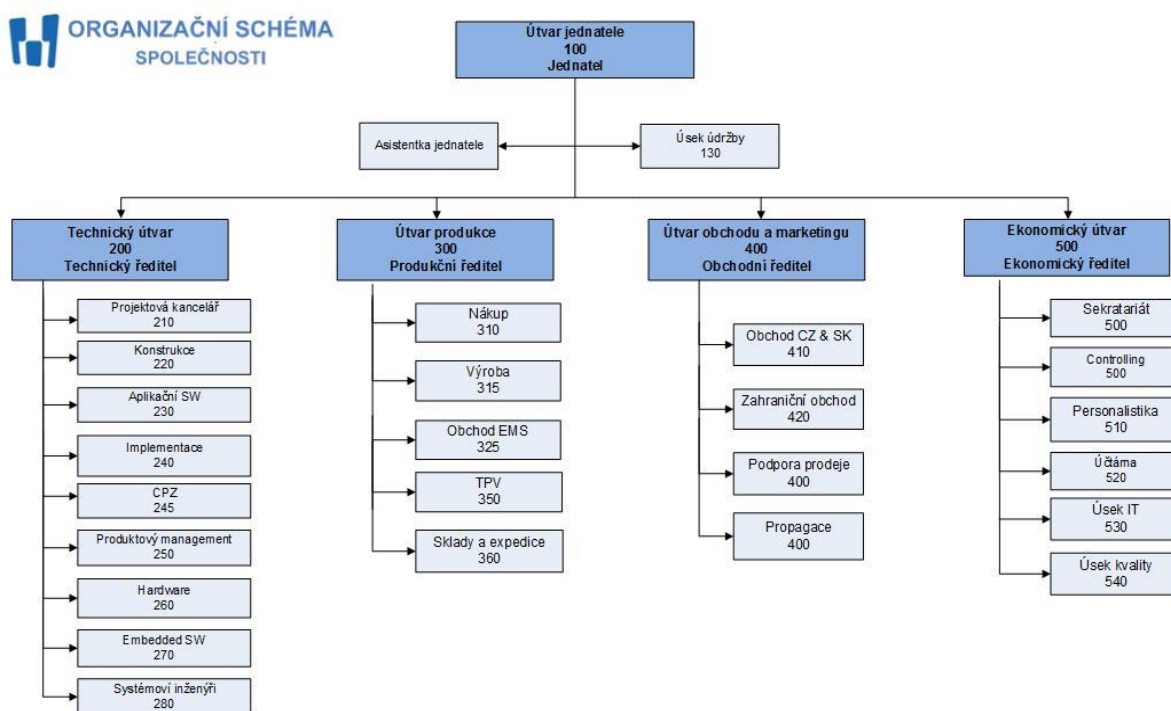 ORGANIZAČNÍ SCHÉMA
SPOLEČNOSTI
Útvar jednatele
100
Jednatel
Asistentka jednatele
Úsek údržby
130
Technický útvar
200
Technický ředitel
Projektová kancelář
210
Konstrukce
220
Aplikační SW
230
Implementace
240
CPZ
245
Produktový management
250
Hardware
260
Embedded SW
270
Systémoví inženýři
280
Útvar produkce
300
Produkční ředitel
Nákup
310
Výroba
315
Obchod EMS
325
TPV
350
Sklady a expedice
360
Útvar obchodu a marketingu
400
Obchodní ředitel
Obchod CZ & SK
410
Zahraniční obchod
420
Podpora prodeje
400
Propagace
400
Ekonomický útvar
500
Ekonomický ředitel
Sekratariát
500
Controlling
500
Personalistika
510
Účtárna
520
Úsek IT
530
Úsek kvality
540